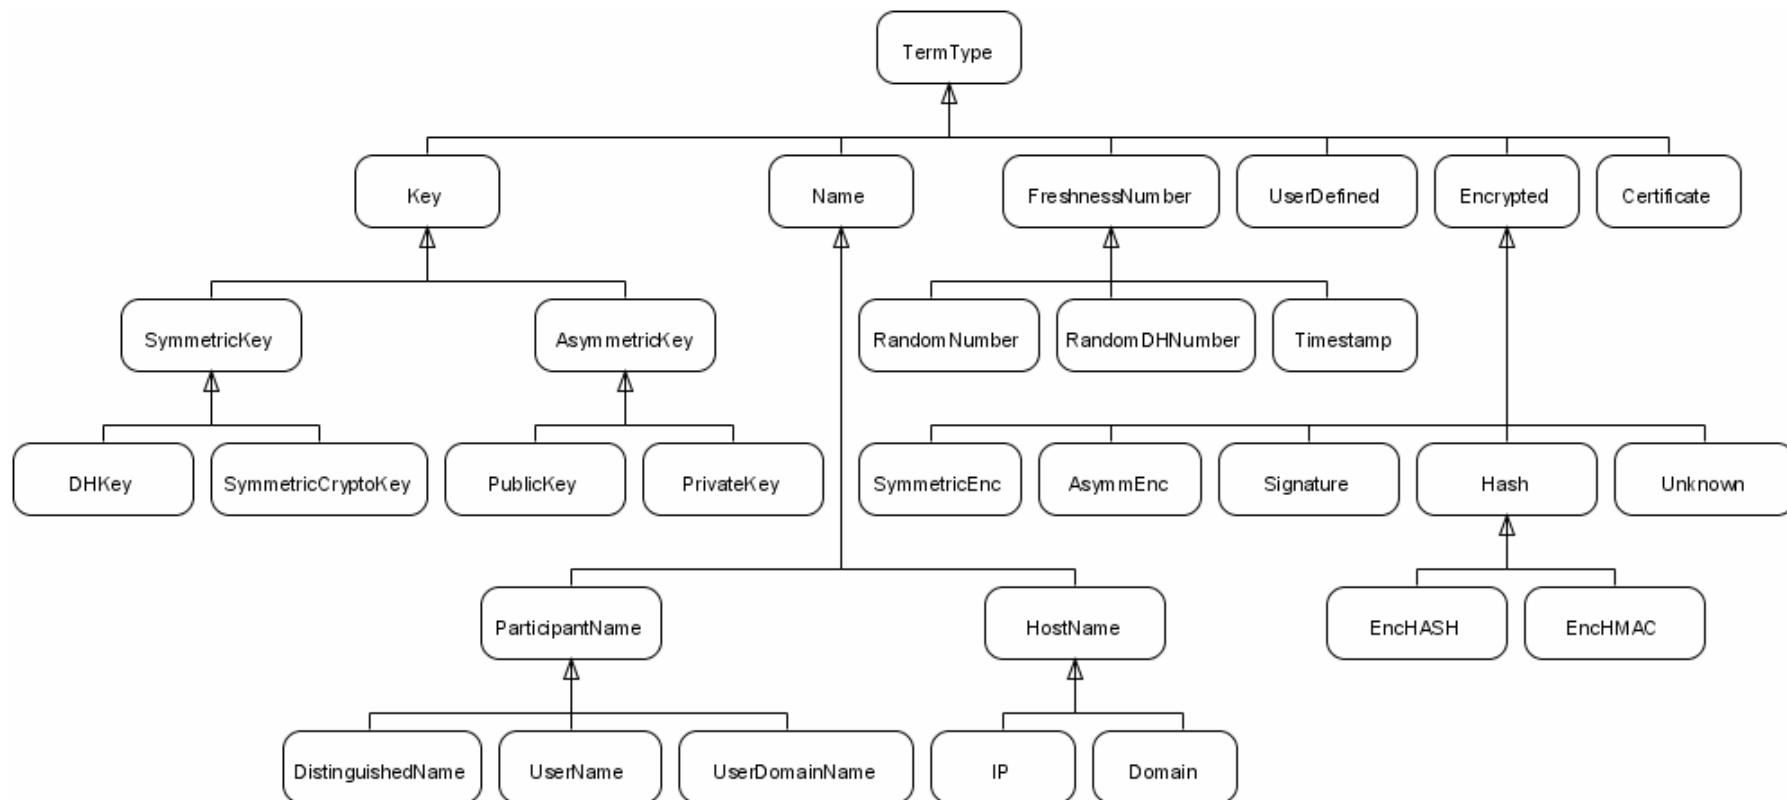 TermType
Key
Name
FreshnessNumber
UserDefined
Encrypted
Certificate
SymmetricKey
AsymmetricKey
RandomNumber
RandomDHNumber
Timestamp
DHKey
SymmetricCryptoKey
PublicKey
PrivateKey
SymmetricEnc
AsymmEnc
Signature
Hash
Unknown
ParticipantName
HostName
EncHASH
EncHMAC
DistinguishedName
UserName
UserDomainName
IP
Domain